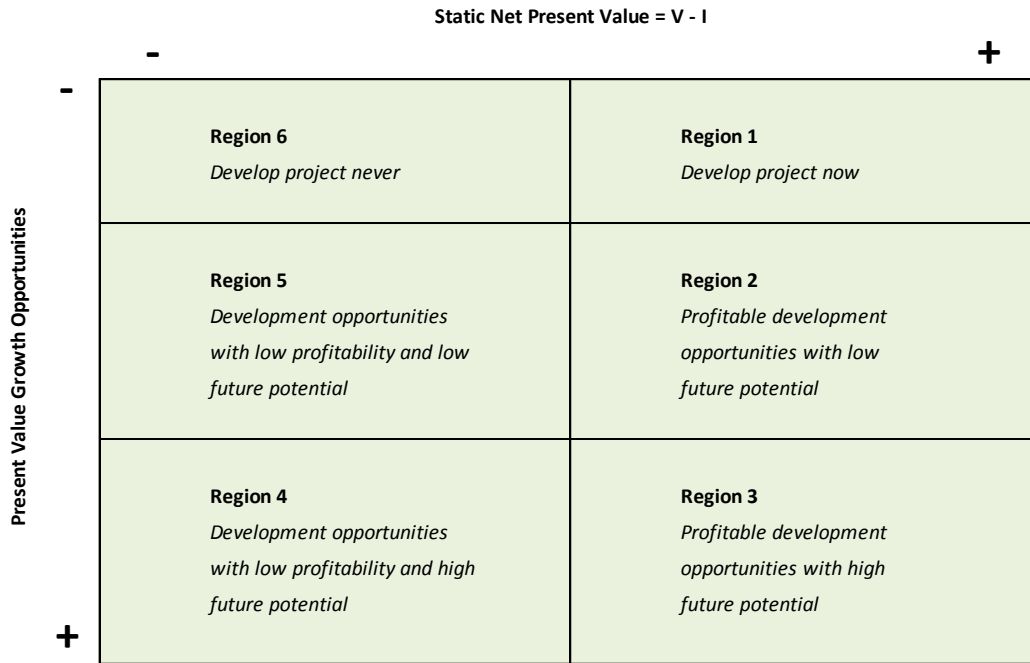 Static Net Present Value = V - I
-
+
-
Region 6
Develop project never
Region 1
Develop project now
Present Value Growth Opportunities
Region 5
Development opportunities
with low profitability and low
future potential
Region 2
Profitable development
opportunities with low
future potential
Region 4
Development opportunities
with low profitability and high
future potential
Region 3
Profitable development
opportunities with high
future potential
+